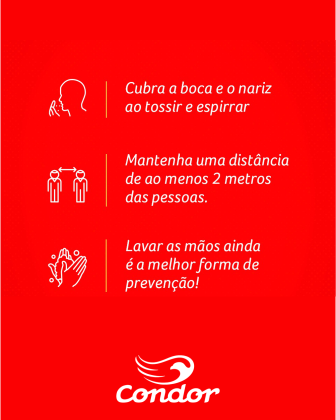 Cubra a boca e o nariz
ao tossir e espirrar
Mantenha uma distância
de ao menos 2 metros
das pessoas.
Lavar as mãos ainda
é a melhor forma de
prevenção!
condor